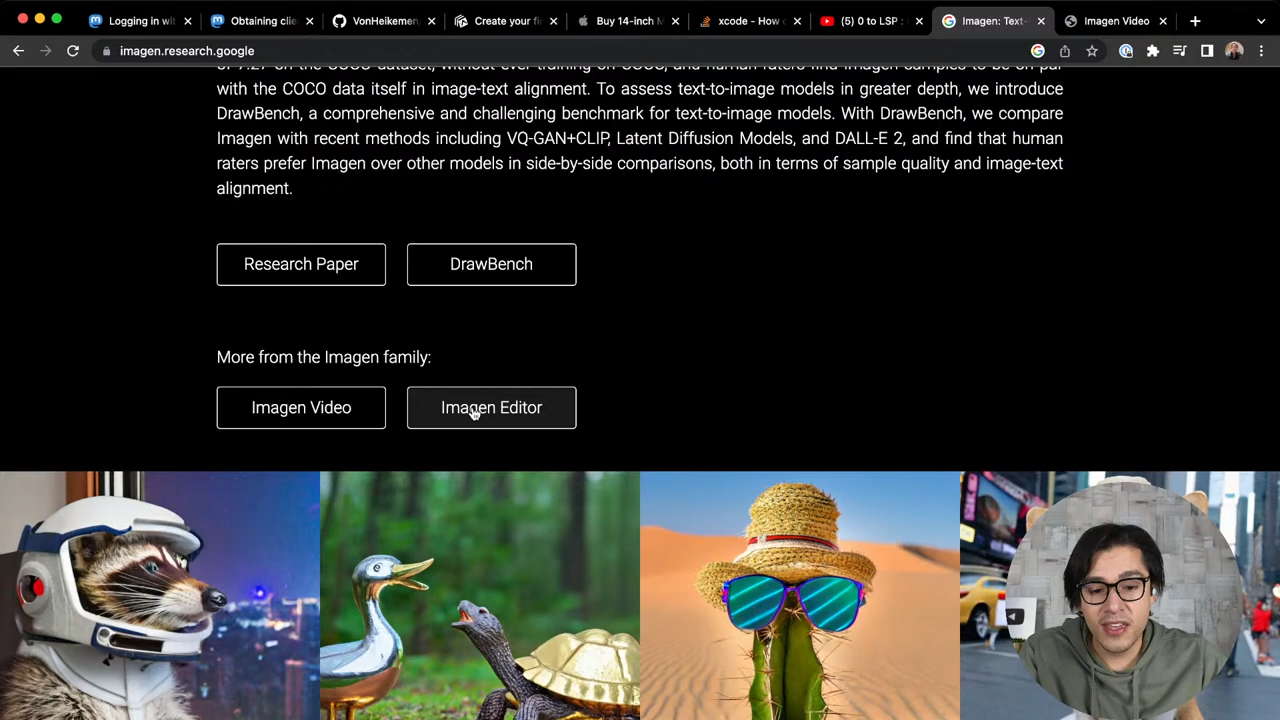 Logging in wit
Obtaining clie
VonHeikemen,
Create your fir
Buy 14-inch M
xcode - How c
(5) 0 to LSP :
Imagen: Text-
Imagen Video
imagen.research.google
with the COCO data itself in image-text alignment. To assess text-to-image models in greater depth, we introduce
DrawBench, a comprehensive and challenging benchmark for text-to-image models. With DrawBench, we compare
Imagen with recent methods including VQ-GAN+CLIP, Latent Diffusion Models, and DALL-E 2, and find that human
raters prefer Imagen over other models in side-by-side comparisons, both in terms of sample quality and image-text
alignment.
Research Paper
DrawBench
More from the Imagen family:
Imagen Video
Imagen Editor